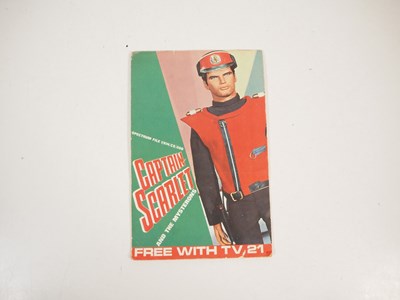 CAPTAIN
SCARLET
AND THE MYSTERONS
FREE WITH TV 21